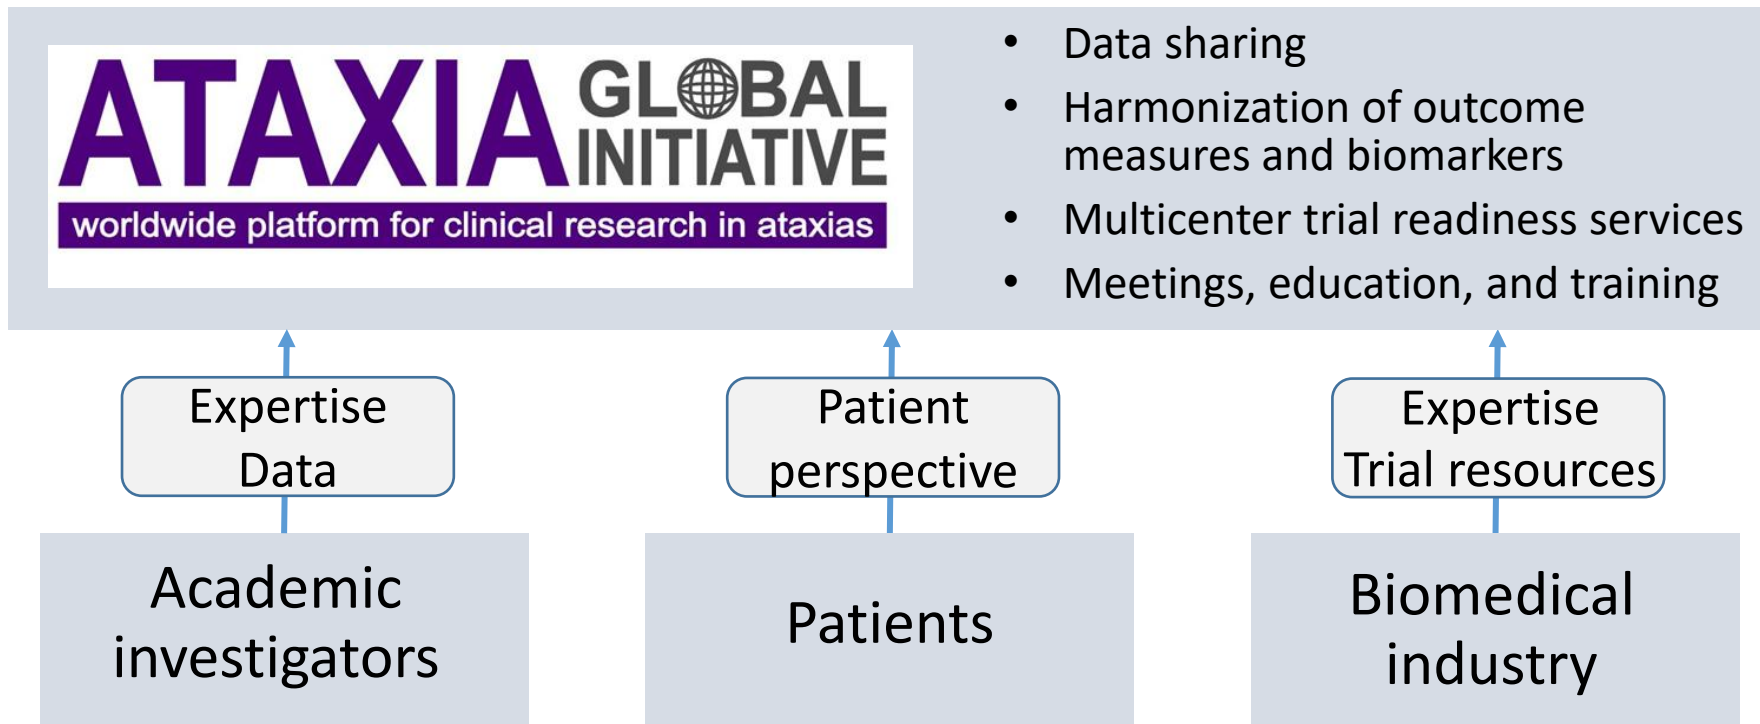 ATAXIA GLOBAL
INITIATIVE
worldwide platform for clinical research in ataxias
• Data sharing
• Harmonization of outcome
measures and biomarkers
• Multicenter trial readiness services
• Meetings, education, and training
Expertise
Data
Patient
perspective
Expertise
Trial resources
Academic
investigators
Patients
Biomedical
industry